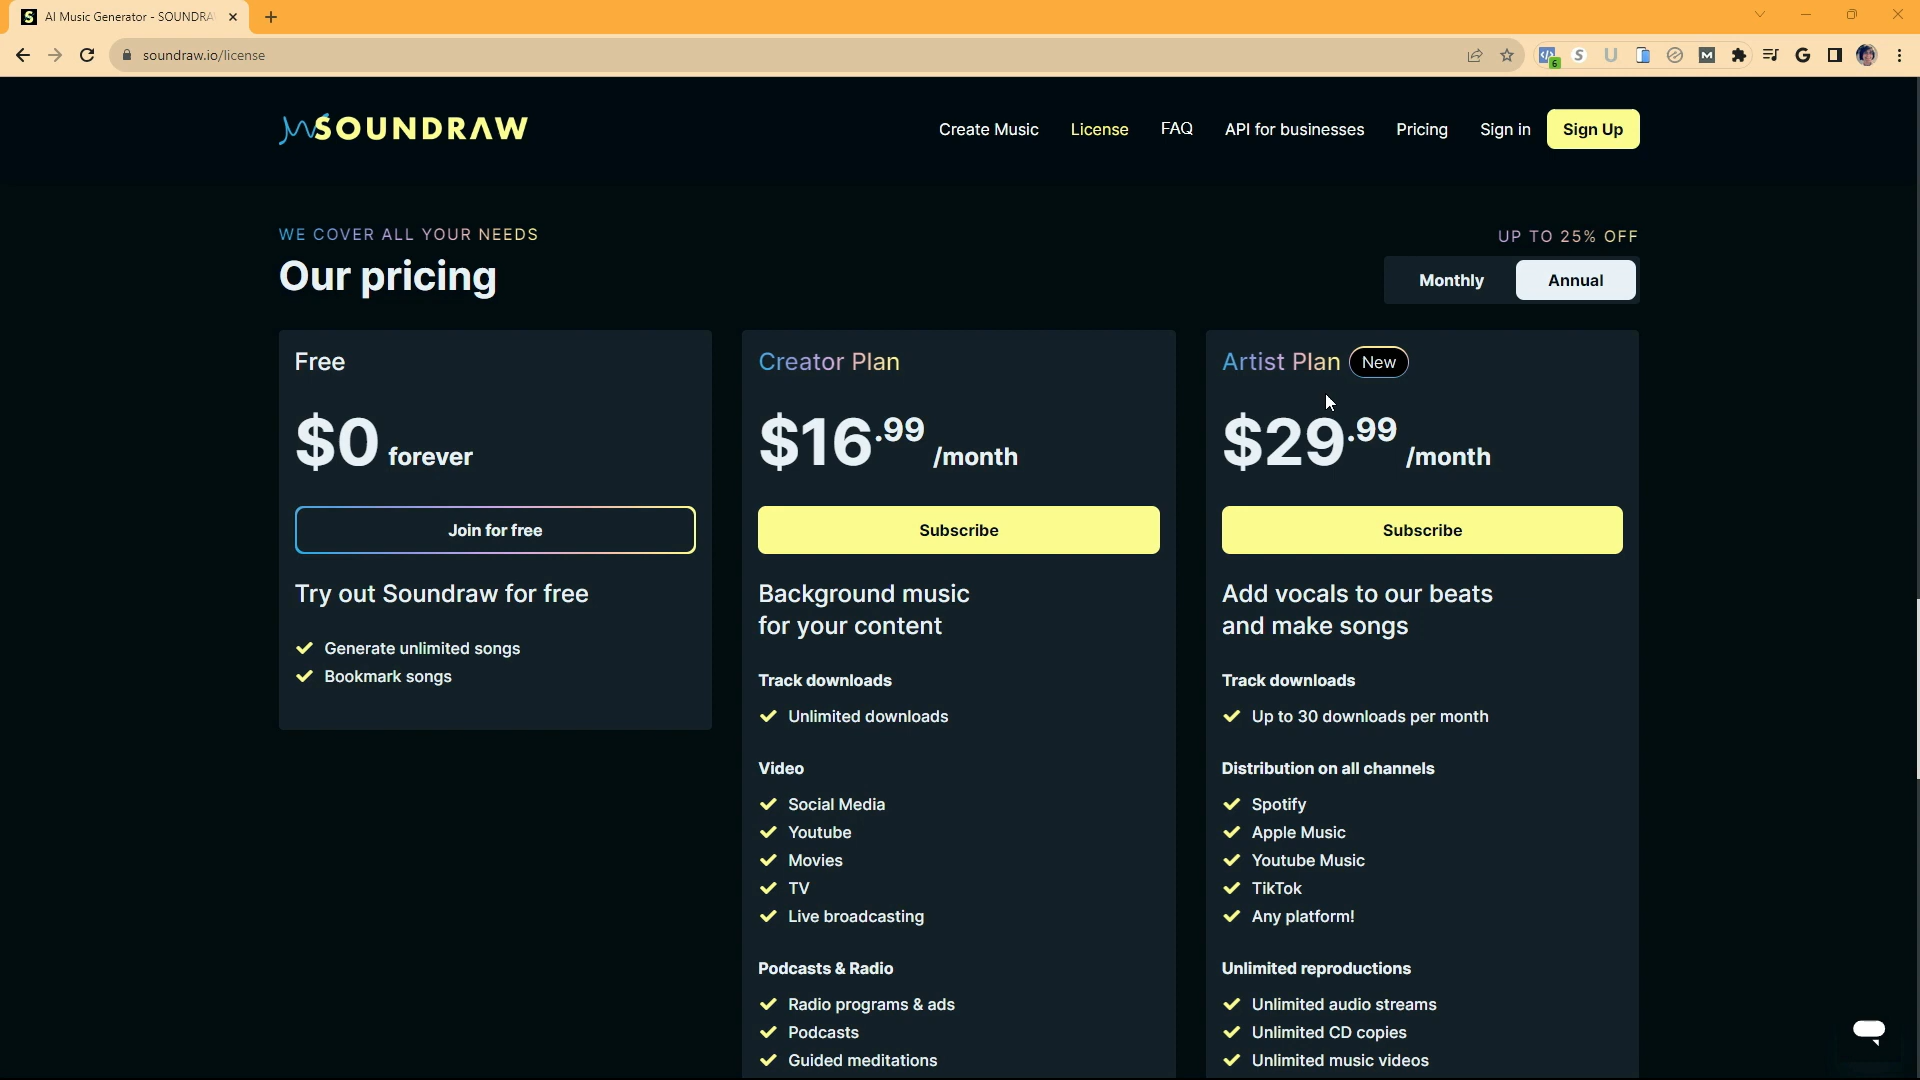 AI Music Generator - SOUNDRA
soundraw.io/license
6
SOUNDRAW
Create Music
License
FAQ
API for businesses
Pricing
Sign in
Sign Up
WE COVER ALL YOUR NEEDS
Our pricing
UP TO 25% OFF
Monthly
Annual
Free
$0 forever
Join for free
Try out Soundraw for free
Generate unlimited songs
Bookmark songs
Creator Plan
$16.99 /month
Subscribe
Background music
for your content
Track downloads
Unlimited downloads
Video
Social Media
Youtube
Movies
TV
Live broadcasting
Podcasts & Radio
Radio programs & ads
Podcasts
Guided meditations
Artist Plan
New
$29.99 /month
Subscribe
Add vocals to our beats
and make songs
Track downloads
Up to 30 downloads per month
Distribution on all channels
Spotify
Apple Music
Youtube Music
TikTok
Any platform!
Unlimited reproductions
Unlimited audio streams
Unlimited CD copies
Unlimited music videos